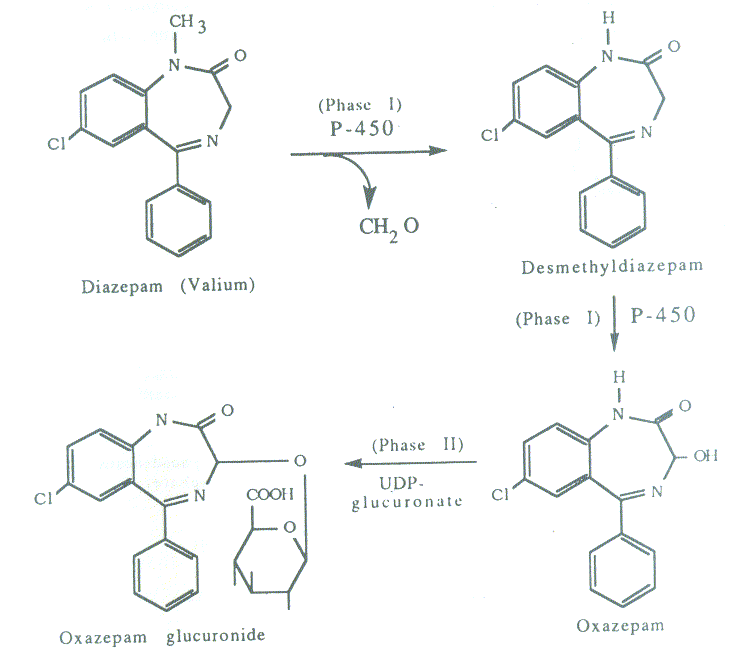 CH3
N
O
Cl
N
Diazepam (Valium)
(Phase I)
P-450
CH2O
H
N
O
Cl
N
Desmethyldiazepam
(Phase I) P-450
H
N
O
OH
Cl
N
Oxazepam
(Phase II)
UDP-
glucuronate
N
O
O
Cl
N
COOH
O
Oxazepam glucuronide